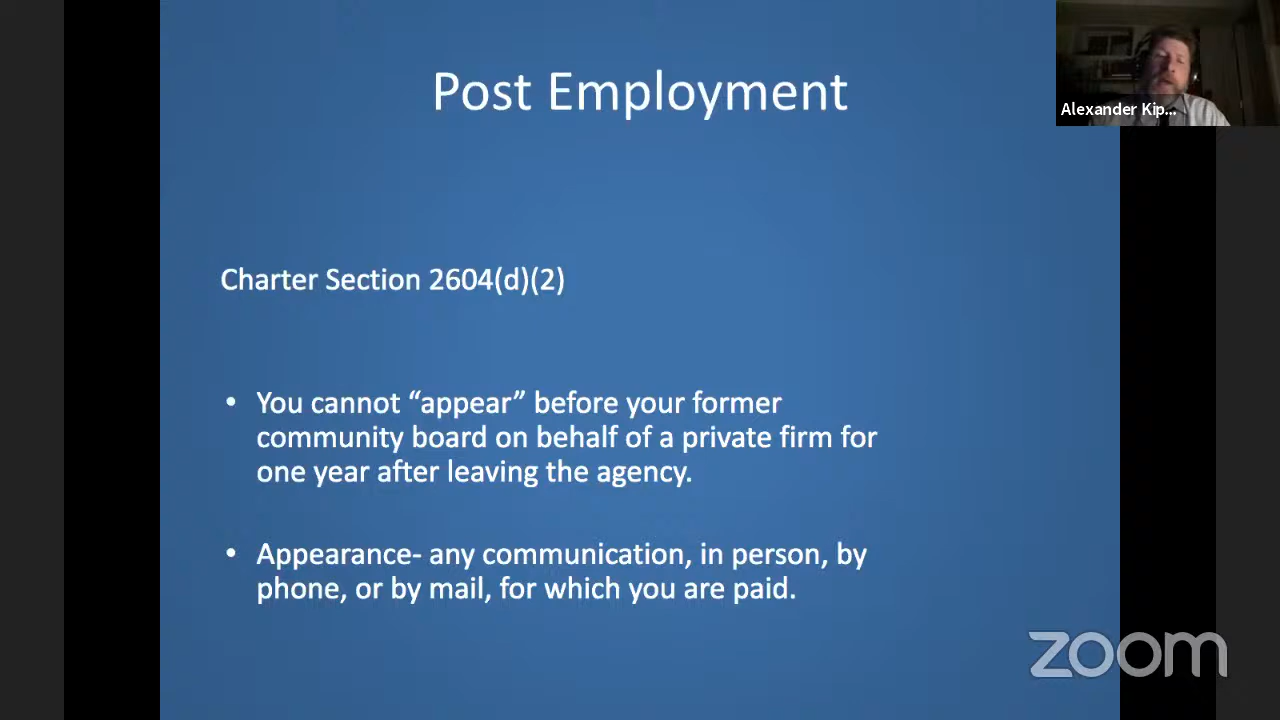 Post Employment
Alexander Kip...
Charter Section 2604(d)(2)
• You cannot “appear” before your former
community board on behalf of a private firm for
one year after leaving the agency.
• Appearance- any communication, in person, by
phone, or by mail, for which you are paid.
zoom